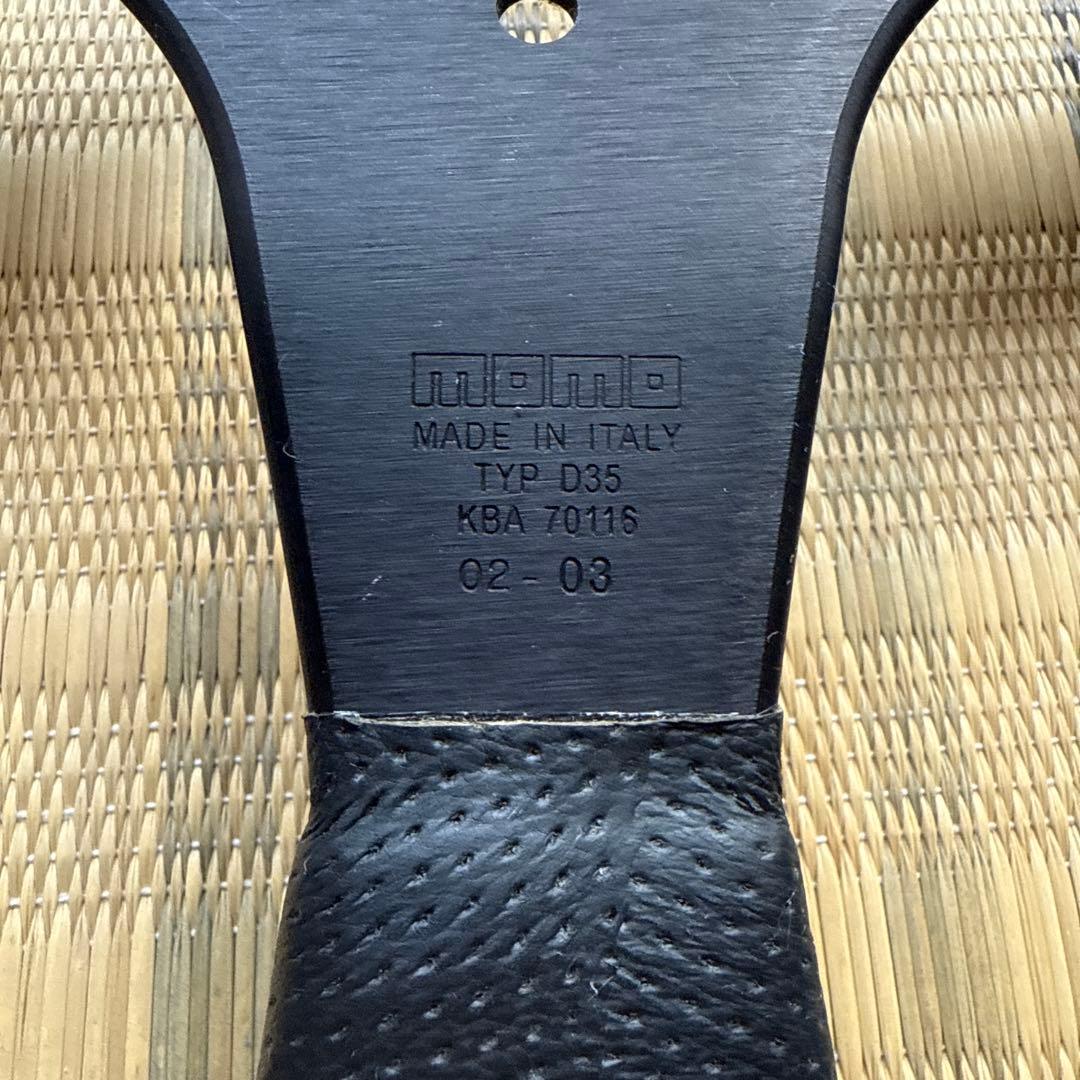 momo
MADE IN ITALY
TYP D35
KBA 70116
02 - 03